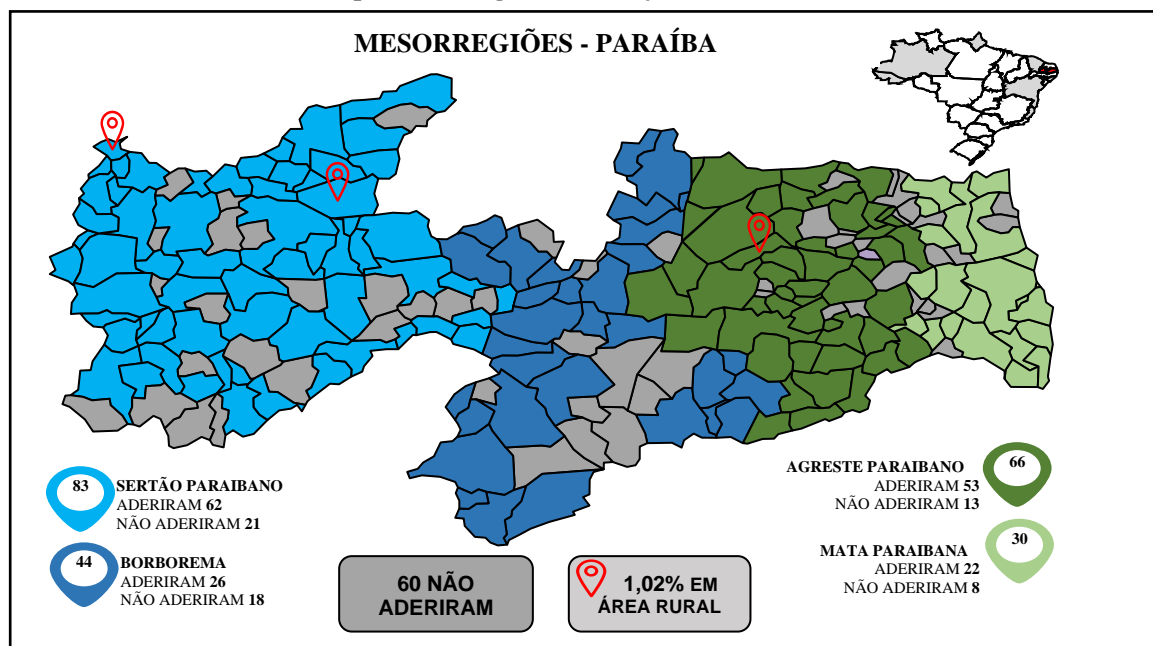 MESORREGIÕES - PARAÍBA
83
SERTÃO PARAIBANO
ADERIRAM 62
NÃO ADERIRAM 21
44
BORBOREMA
ADERIRAM 26
NÃO ADERIRAM 18
60 NÃO
ADERIRAM
1,02% EM
ÁREA RURAL
AGRESTE PARAIBANO
ADERIRAM 53
NÃO ADERIRAM 13
66
MATA PARAIBANA
ADERIRAM 22
NÃO ADERIRAM 8
30